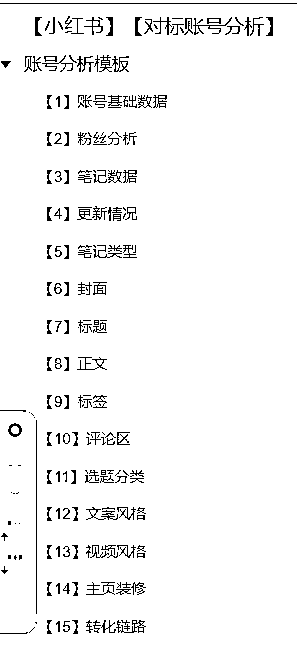 【小红书】【对标账号分析】
账号分析模板
【1】账号基础数据
【2】粉丝分析
【3】笔记数据
【4】更新情况
【5】笔记类型
【6】封面
【7】标题
【8】正文
【9】标签
【10】评论区
【11】选题分类
【12】文案风格
【13】视频风格
【14】主页装修
【15】转化链路